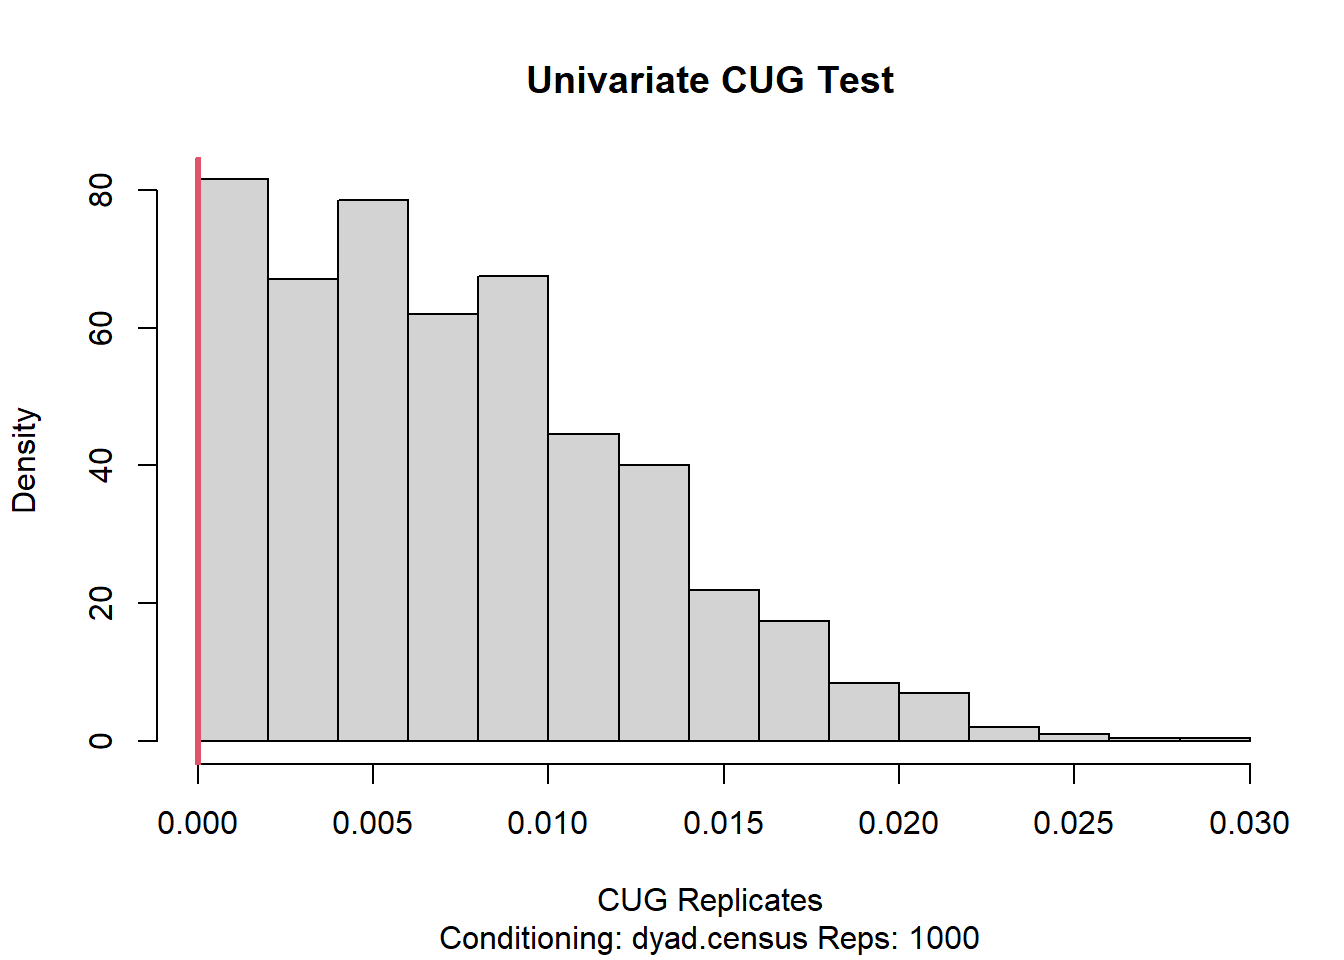 Univariate CUG Test
80
60
40
20
0
Density
0.000 0.005 0.010 0.015 0.020 0.025 0.030
CUG Replicates
Conditioning: dyad.census Reps: 1000